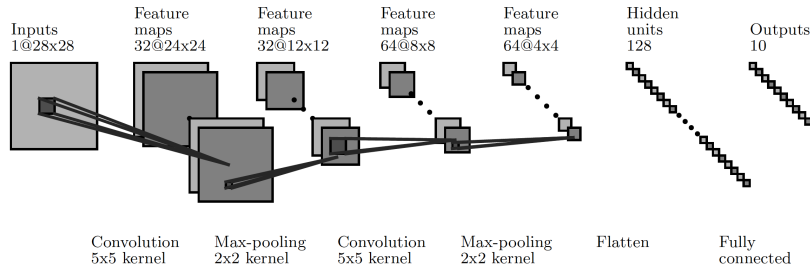 Inputs
1@28x28
Feature
maps
32@24x24
Feature
maps
32@12x12
Feature
maps
64@8x8
Feature
maps
64@4x4
Hidden
units
128
Outputs
10
Convolution
5x5 kernel
Max-pooling
2x2 kernel
Convolution
5x5 kernel
Max-pooling
2x2 kernel
Flatten
Fully
connected